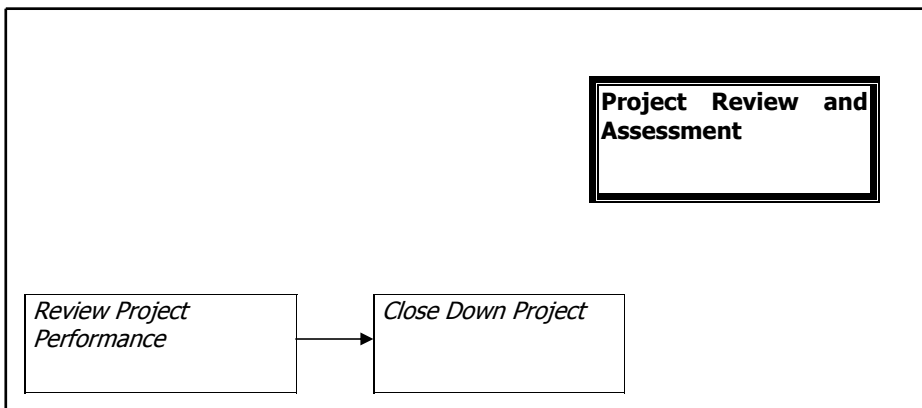 Project Review and
Assessment
Review Project
Performance
Close Down Project